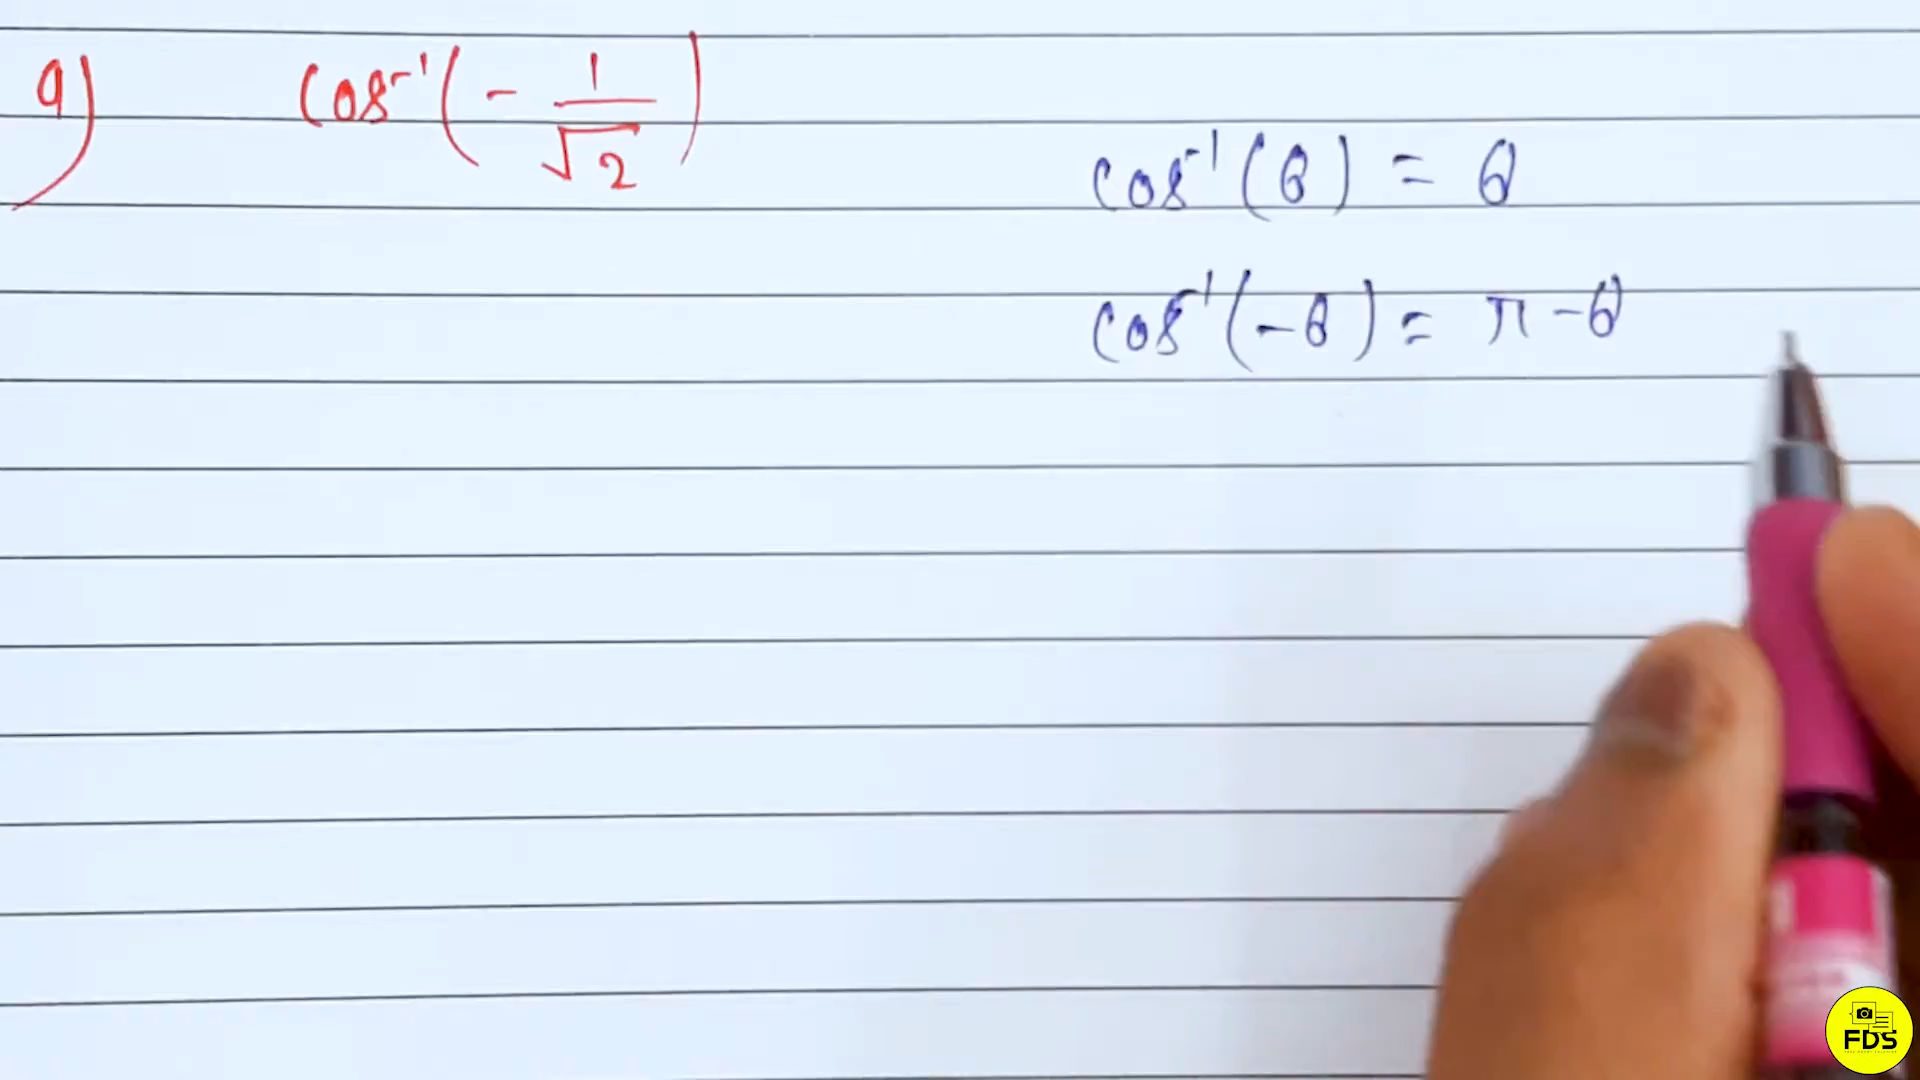 9) cos⁻¹(-1/√2)
cos⁻¹(θ) = θ
cos⁻¹(-θ) = π-θ
FDS